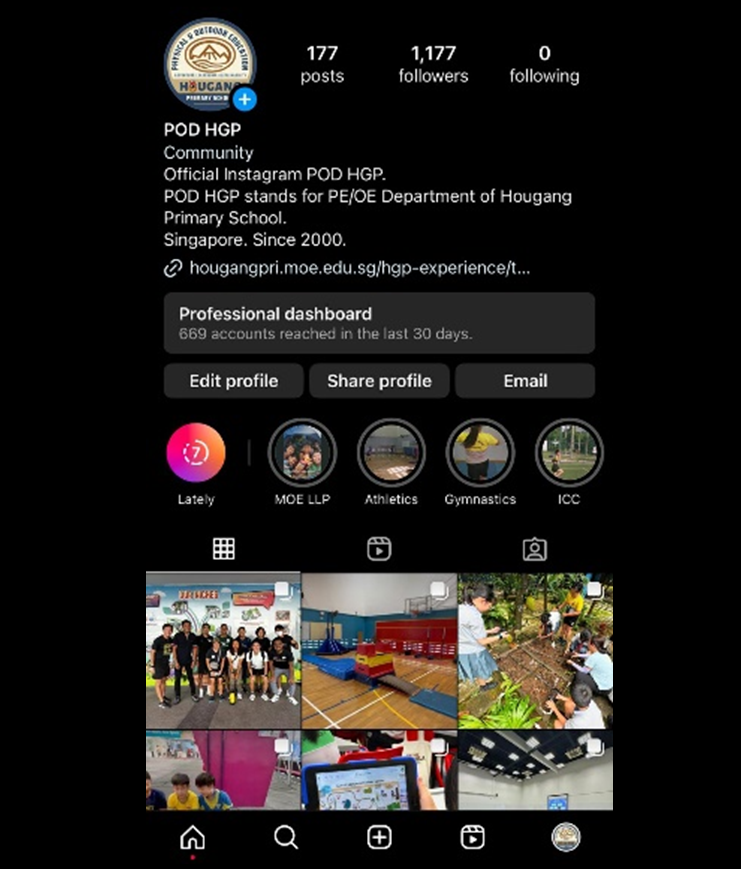 PHYSICAL & OUTDOOR EDUCATION
HOUGANG
PRIMARY SCHOOL
177
1,177
0
posts
followers
following
POD HGP
Community
Official Instagram POD HGP.
POD HGP stands for PE/OE Department of Hougang
Primary School.
Singapore. Since 2000.
hougangpri.moe.edu.sg/hgp-experience/t...
Professional dashboard
669 accounts reached in the last 30 days.
Edit profile
Share profile
Email
7
Lately
MOE LLP
Athletics
Gymnastics
ICC